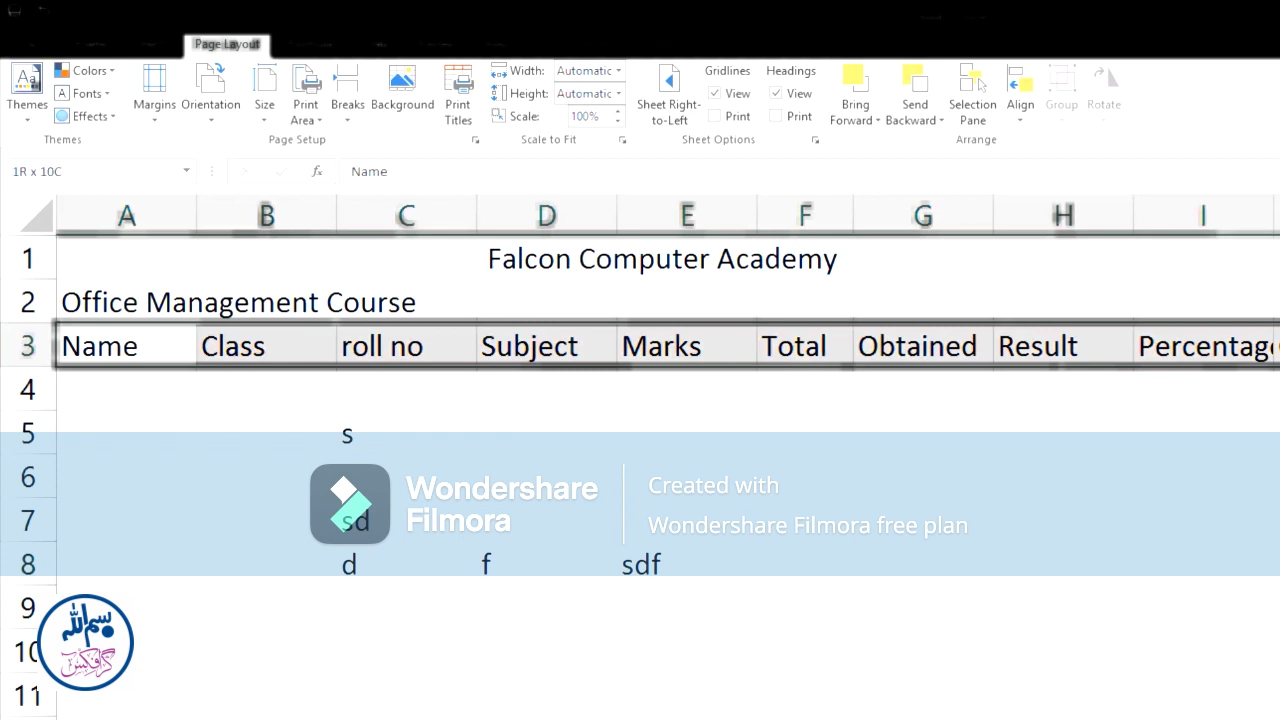 Page Layout
Themes
Colors
Fonts
Effects
Themes
Margins
Orientation
Size
Print Area
Breaks
Background
Print Titles
Page Setup
Width: Automatic
Height: Automatic
Scale: 100%
Scale to Fit
Sheet Right-to-Left
Gridlines
View
Print
Headings
View
Print
Sheet Options
Bring Forward
Send Backward
Selection Pane
Align
Group
Rotate
Arrange
1R x 10C fx Name
A B C D E F G H I
1 Falcon Computer Academy
2 Office Management Course
3 Name Class roll no Subject Marks Total Obtained Result Percentage
4
5 s
6
7 sd
8 d f sdf
9
10
11
Wondershare Filmora
Created with
Wondershare Filmora free plan
بسم الله
گرافکس